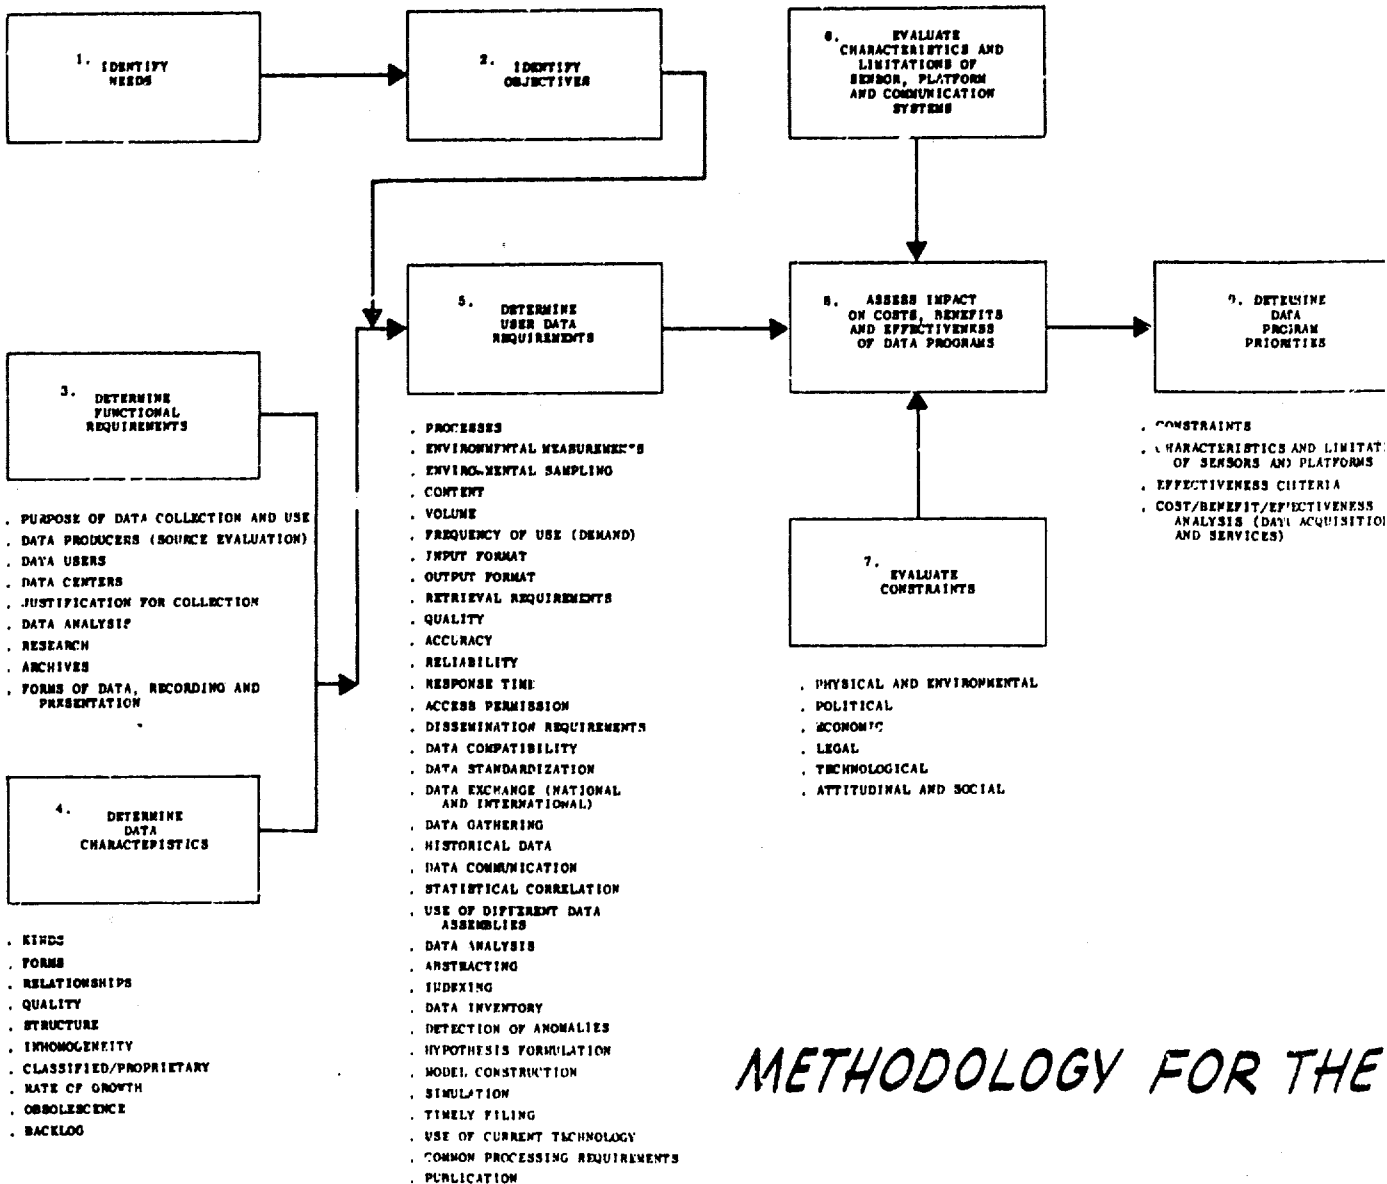 1. IDENTIFY
NEEDS
2. IDENTIFY
OBJECTIVES
6. EVALUATE
CHARACTERISTICS AND
LIMITATIONS OF
SENSOR, PLATFORM
AND COMMUNICATION
SYSTEMS
3. DETERMINE
FUNCTIONAL
REQUIREMENTS
. PURPOSE OF DATA COLLECTION AND USE
. DATA PRODUCERS (SOURCE EVALUATION)
. DATA USERS
. DATA CENTERS
. JUSTIFICATION FOR COLLECTION
. DATA ANALYSIS
. RESEARCH
. ARCHIVES
. FORMS OF DATA, RECORDING AND
PRESENTATION
4. DETERMINE
DATA
CHARACTERISTICS
. KINDS
. FORMS
. RELATIONSHIPS
. QUALITY
. STRUCTURE
. INHOMOGENEITY
. CLASSIFIED/PROPRIETARY
. RATE OF GROWTH
. OBSOLESCENCE
. BACKLOG
5. DETERMINE
USER DATA
REQUIREMENTS
. PROCESSES
. ENVIRONMENTAL MEASUREMENTS
. ENVIRONMENTAL SAMPLING
. CONTENT
. VOLUME
. FREQUENCY OF USE (DEMAND)
. INPUT FORMAT
. OUTPUT FORMAT
. RETRIEVAL REQUIREMENTS
. QUALITY
. ACCURACY
. RELIABILITY
. RESPONSE TIME
. ACCESS PERMISSION
. DISSEMINATION REQUIREMENTS
. DATA COMPATIBILITY
. DATA STANDARDIZATION
. DATA EXCHANGE (NATIONAL
AND INTERNATIONAL)
. DATA GATHERING
. HISTORICAL DATA
. DATA COMMUNICATION
. STATISTICAL CORRELATION
. USE OF DIFFERENT DATA
ASSEMBLIES
. DATA ANALYSIS
. ABSTRACTING
. INDEXING
. DATA INVENTORY
. DETECTION OF ANOMALIES
. HYPOTHESIS FORMULATION
. MODEL CONSTRUCTION
. SIMULATION
. TIMELY FILING
. USE OF CURRENT TECHNOLOGY
. COMMON PROCESSING REQUIREMENTS
. PUBLICATION
8. ASSESS IMPACT
ON COSTS, BENEFITS
AND EFFECTIVENESS
OF DATA PROGRAMS
7. EVALUATE
CONSTRAINTS
. PHYSICAL AND ENVIRONMENTAL
. POLITICAL
. ECONOMIC
. LEGAL
. TECHNOLOGICAL
. ATTITUDINAL AND SOCIAL
9. DETERMINE
DATA
PROGRAM
PRIORITIES
. CONSTRAINTS
. CHARACTERISTICS AND LIMITATI
OF SENSORS AND PLATFORMS
. EFFECTIVENESS CRITERIA
. COST/BENEFIT/EFFECTIVENESS
ANALYSIS (DATA ACQUISITION
AND SERVICES)
METHODOLOGY FOR THE